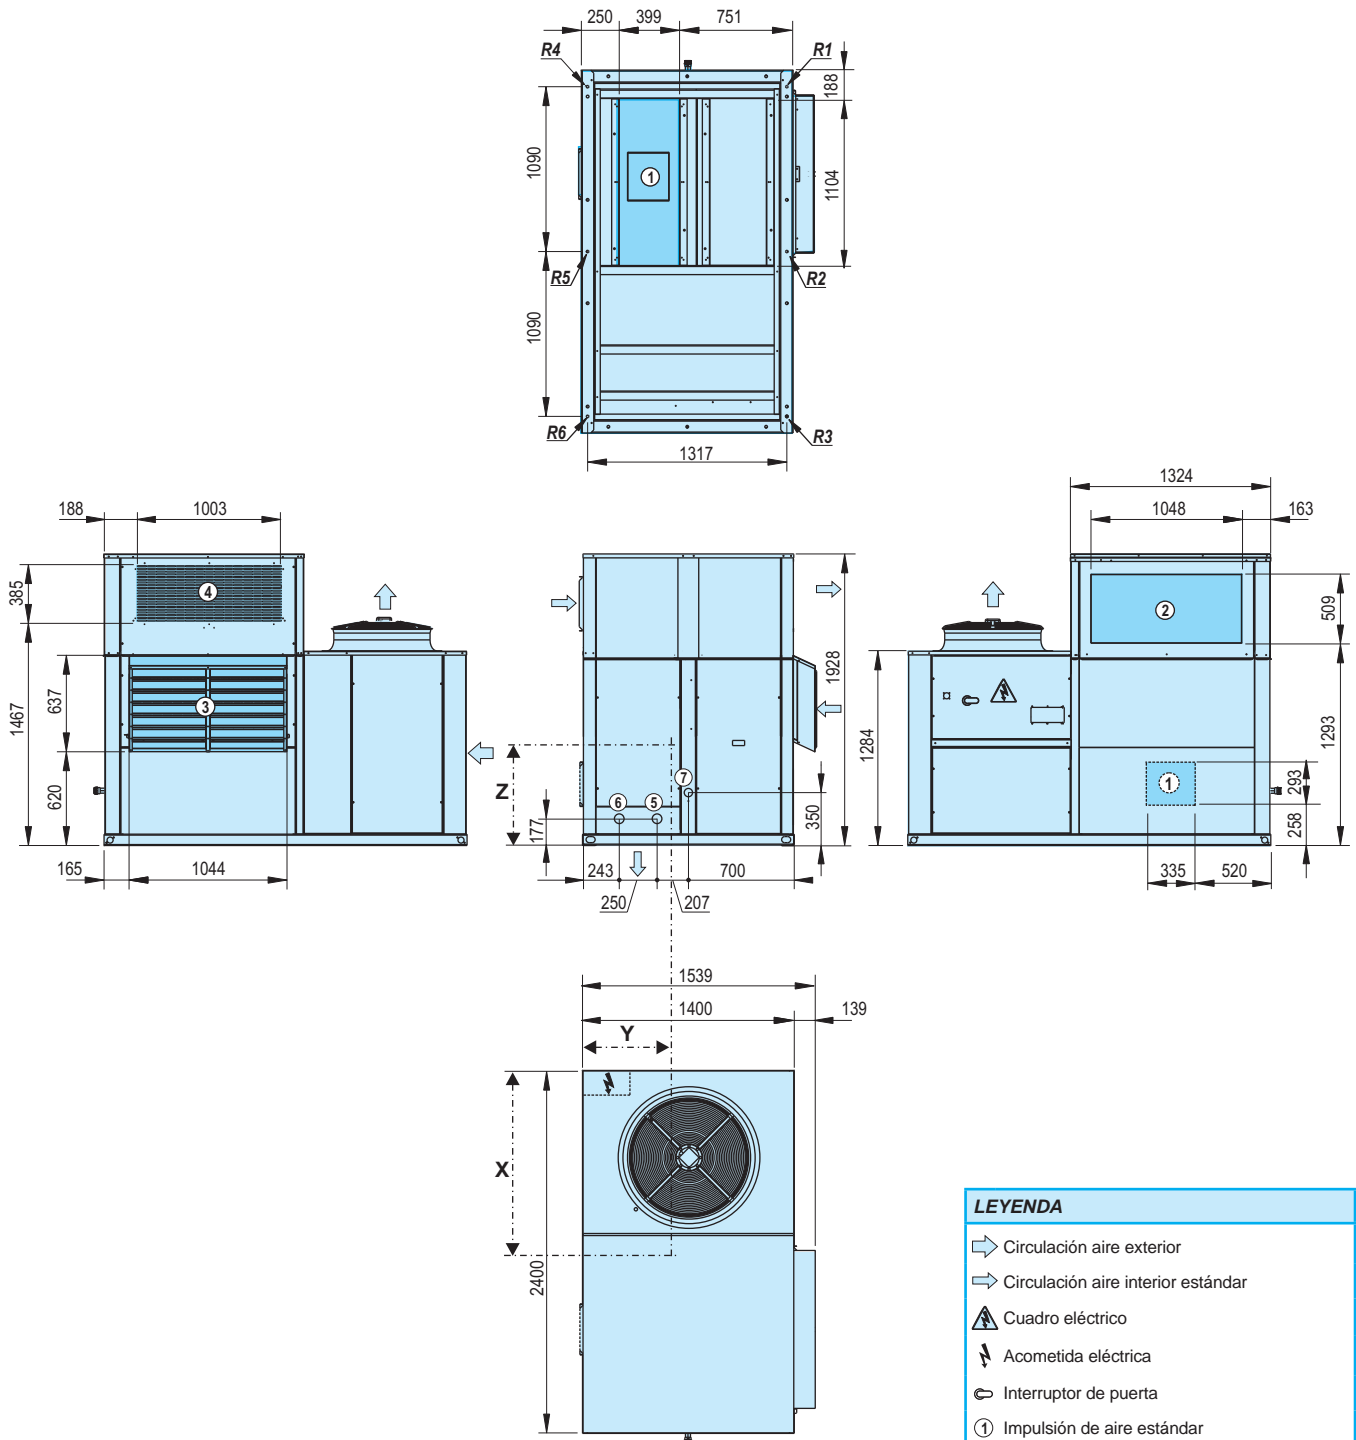 250 399 751
R4 R1
188
1090 1 1104
R5 R2
1090
R6 R3
1317
188 1003
385 4
637 3
1467
620
165 1044
1928
Z
7
6 5
177 350
243 700
250 207
1324
1048 163
2 509
1284 1293
1 293
258
335 520
1539
1400 139
Y
X
2400
LEYENDA
Circulación aire exterior
Circulación aire interior estándar
Cuadro eléctrico
Acometida eléctrica
Interruptor de puerta
1 Impulsión de aire estándar